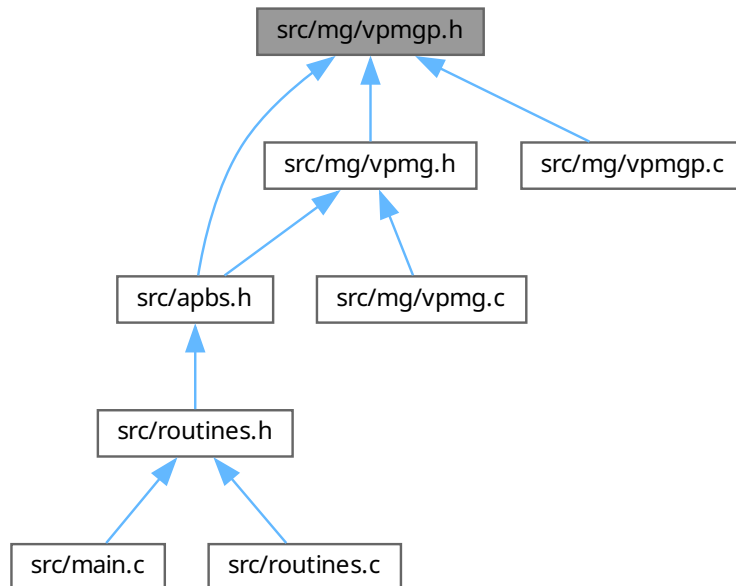 src/mg/vpmgp.h
src/mg/vpmg.h
src/mg/vpmgp.c
src/apbs.h
src/mg/vpmg.c
src/routines.h
src/main.c
src/routines.c